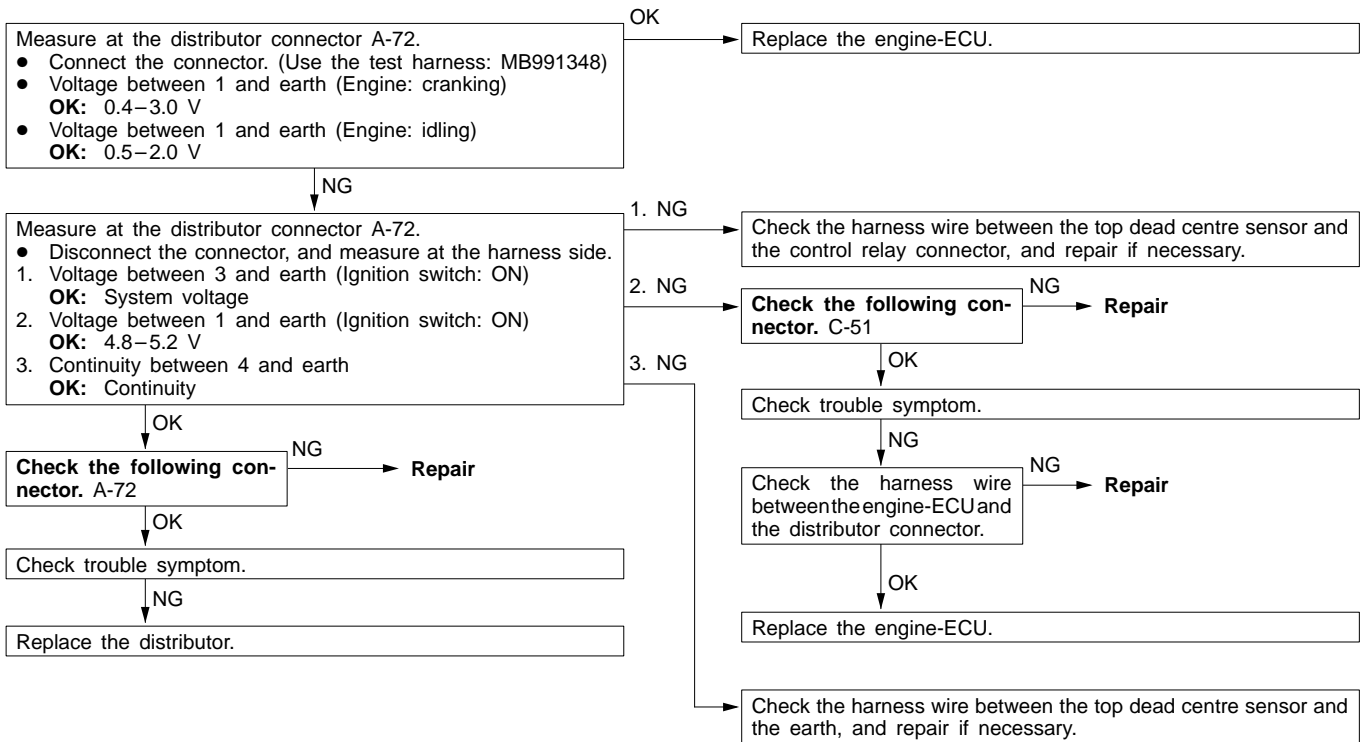 Measure at the distributor connector A-72.
● Connect the connector. (Use the test harness: MB991348)
● Voltage between 1 and earth (Engine: cranking)
OK: 0.4–3.0 V
● Voltage between 1 and earth (Engine: idling)
OK: 0.5–2.0 V
OK
Replace the engine-ECU.
NG
Measure at the distributor connector A-72.
● Disconnect the connector, and measure at the harness side.
1. Voltage between 3 and earth (Ignition switch: ON)
OK: System voltage
2. Voltage between 1 and earth (Ignition switch: ON)
OK: 4.8–5.2 V
3. Continuity between 4 and earth
OK: Continuity
1. NG
Check the harness wire between the top dead centre sensor and
the control relay connector, and repair if necessary.
2. NG
Check the following con-
nector. C-51
NG
Repair
OK
Check trouble symptom.
NG
Check the harness wire
between the engine-ECU and
the distributor connector.
NG
Repair
OK
Replace the engine-ECU.
3. NG
Check the harness wire between the top dead centre sensor and
the earth, and repair if necessary.
OK
Check the following con-
nector. A-72
NG
Repair
OK
Check trouble symptom.
NG
Replace the distributor.